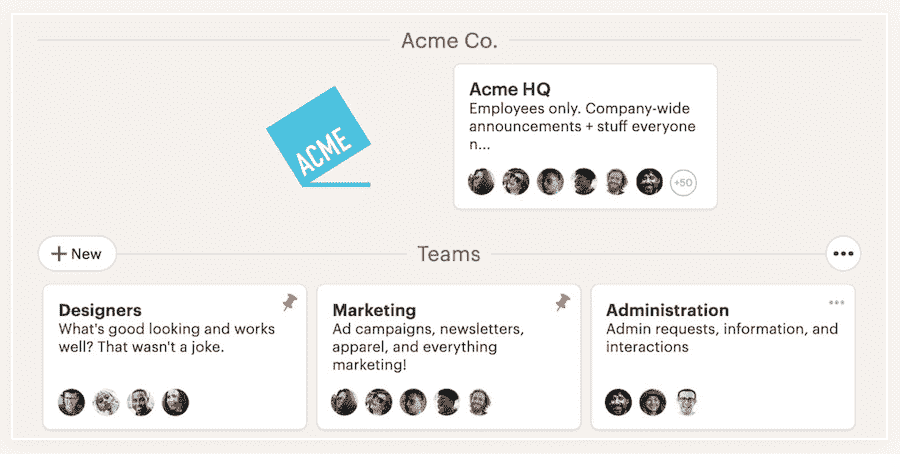 Acme Co.
ACME
Acme HQ
Employees only. Company-wide
announcements + stuff everyone
n...
+50
New
Teams
Designers
What's good looking and works
well? That wasn't a joke.
Marketing
Ad campaigns, newsletters,
apparel, and everything
marketing!
Administration
Admin requests, information, and
interactions